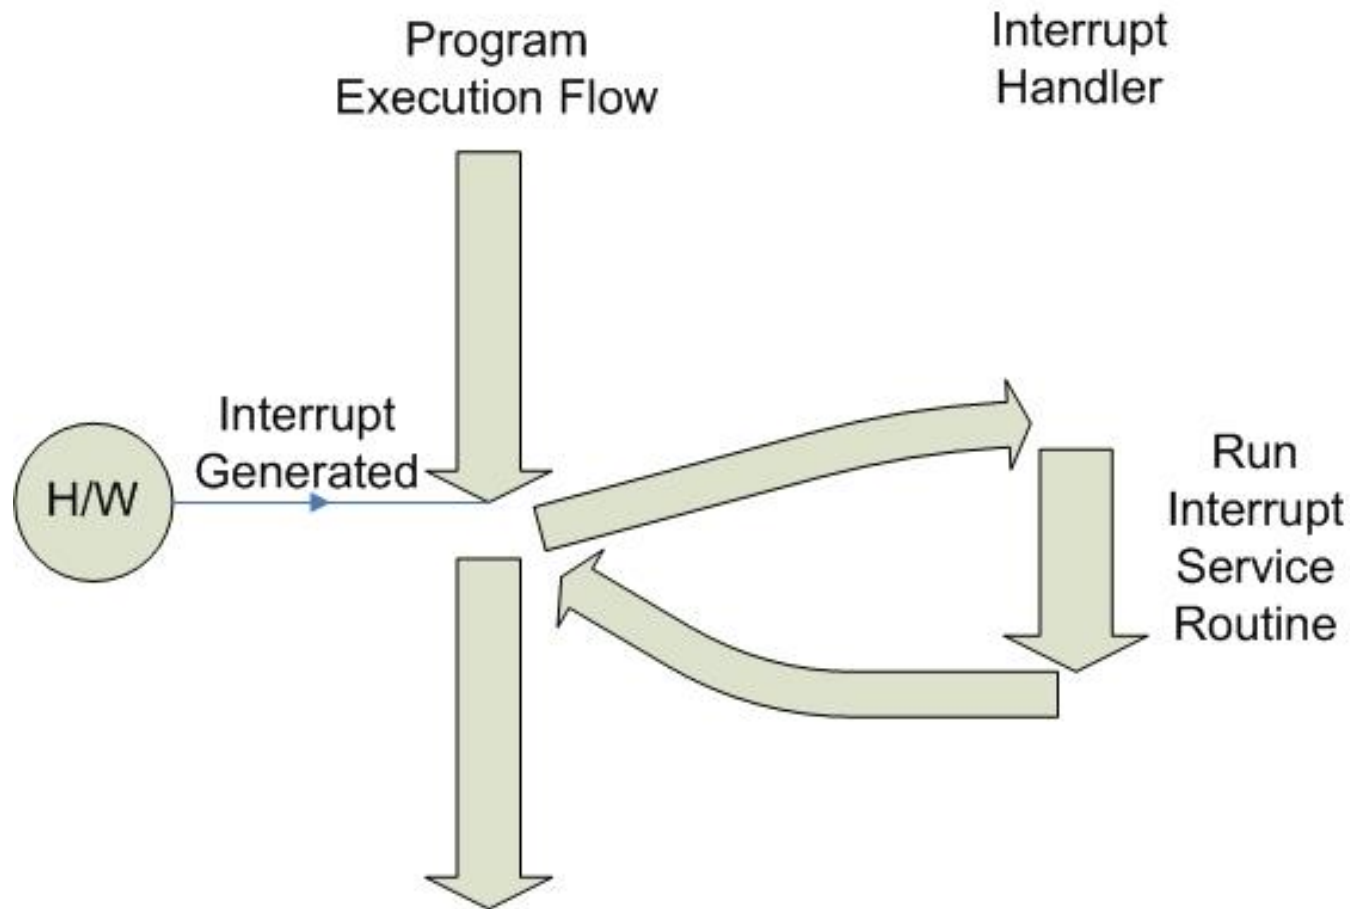 Program
Execution Flow
Interrupt
Handler
Interrupt
Generated
H/W
Run
Interrupt
Service
Routine